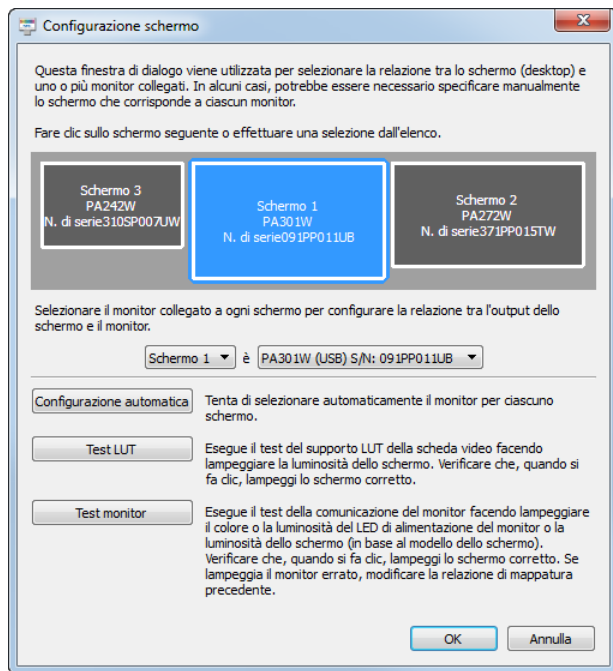 Configurazione schermo
Questa finestra di dialogo viene utilizzata per selezionare la relazione tra lo schermo (desktop) e
uno o più monitor collegati. In alcuni casi, potrebbe essere necessario specificare manualmente
lo schermo che corrisponde a ciascun monitor.
Fare clic sullo schermo seguente o effettuare una selezione dall'elenco.
Schermo 3
PA242W
N. di serie310SP007UW
Schermo 1
PA301W
N. di serie091PP011UB
Schermo 2
PA272W
N. di serie371PP015TW
Selezionare il monitor collegato a ogni schermo per configurare la relazione tra l'output dello
schermo e il monitor.
Schermo 1 è PA301W (USB) S/N: 091PP011UB
Configurazione automatica
Tenta di selezionare automaticamente il monitor per ciascuno
schermo.
Test LUT
Esegue il test del supporto LUT della scheda video facendo
lampeggiare la luminosità dello schermo. Verificare che, quando si
fa clic, lampeggi lo schermo corretto.
Test monitor
Esegue il test della comunicazione del monitor facendo lampeggiare
il colore o la luminosità del LED di alimentazione del monitor o la
luminosità dello schermo (in base al modello dello schermo).
Verificare che, quando si fa clic, lampeggi lo schermo corretto. Se
lampeggia il monitor errato, modificare la relazione di mappatura
precedente.
OK
Annulla